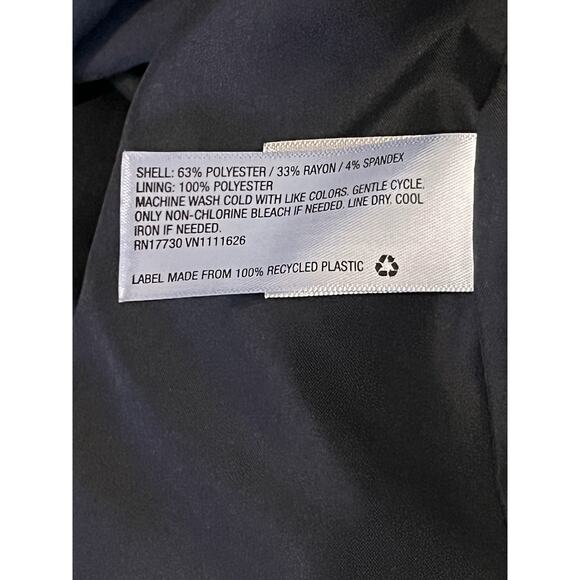 SHELL: 63% POLYESTER / 33% RAYON / 4% SPANDEX
LINING: 100% POLYESTER
MACHINE WASH COLD WITH LIKE COLORS. GENTLE CYCLE.
ONLY NON-CHLORINE BLEACH IF NEEDED. LINE DRY. COOL
IRON IF NEEDED.
RN17730 VN1111626
LABEL MADE FROM 100% RECYCLED PLASTIC